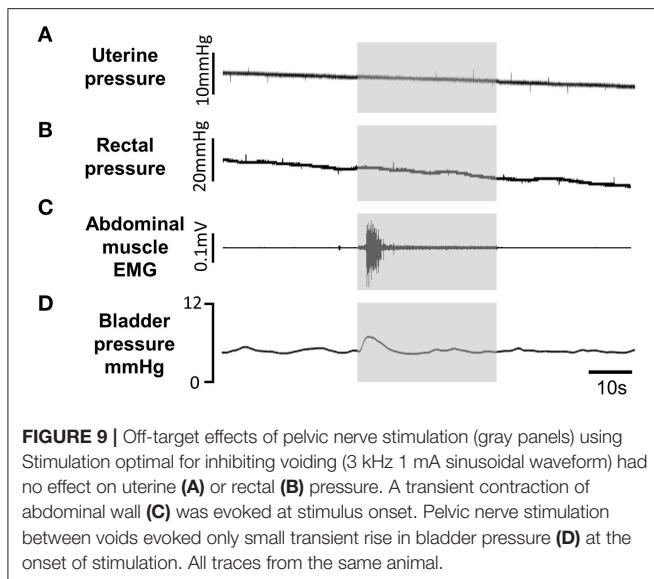 A
Uterine
pressure
10mmHg
B
Rectal
pressure
20mmHg
C
Abdominal
muscle
EMG
0.1mV
D
Bladder
pressure
mmHg
12
0
10s
FIGURE 9 | Off-target effects of pelvic nerve stimulation (gray panels) using
Stimulation optimal for inhibiting voiding (3 kHz 1 mA sinusoidal waveform) had
no effect on uterine (A) or rectal (B) pressure. A transient contraction of
abdominal wall (C) was evoked at stimulus onset. Pelvic nerve stimulation
between voids evoked only small transient rise in bladder pressure (D) at the
onset of stimulation. All traces from the same animal.